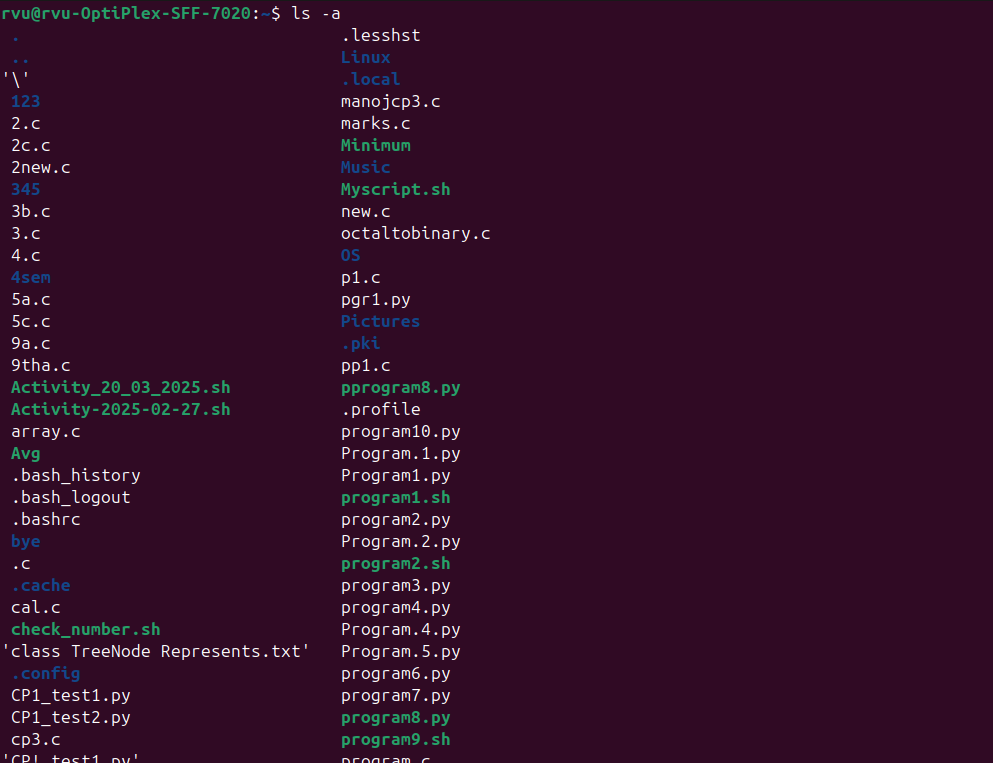 rvu@rvu-OptiPlex-SFF-7020:~$ ls -a
. .lesshst
.. Linux
'\' .local
123 manojcp3.c
2.c marks.c
2c.c Minimum
2new.c Music
345 Myscript.sh
3b.c new.c
3.c octaltobinary.c
4.c OS
4sem p1.c
5a.c pgr1.py
5c.c Pictures
9a.c .pki
9tha.c pp1.c
Activity_20_03_2025.sh pprogram8.py
Activity-2025-02-27.sh .profile
array.c program10.py
Avg Program.1.py
.bash_history Program1.py
.bash_logout program1.sh
.bashrc program2.py
bye Program.2.py
.c program2.sh
.cache program3.py
cal.c program4.py
check_number.sh Program.4.py
'class TreeNode Represents.txt' Program.5.py
.config program6.py
CP1_test1.py program7.py
CP1_test2.py program8.py
cp3.c program9.sh
'CP!_test1.py' program.c